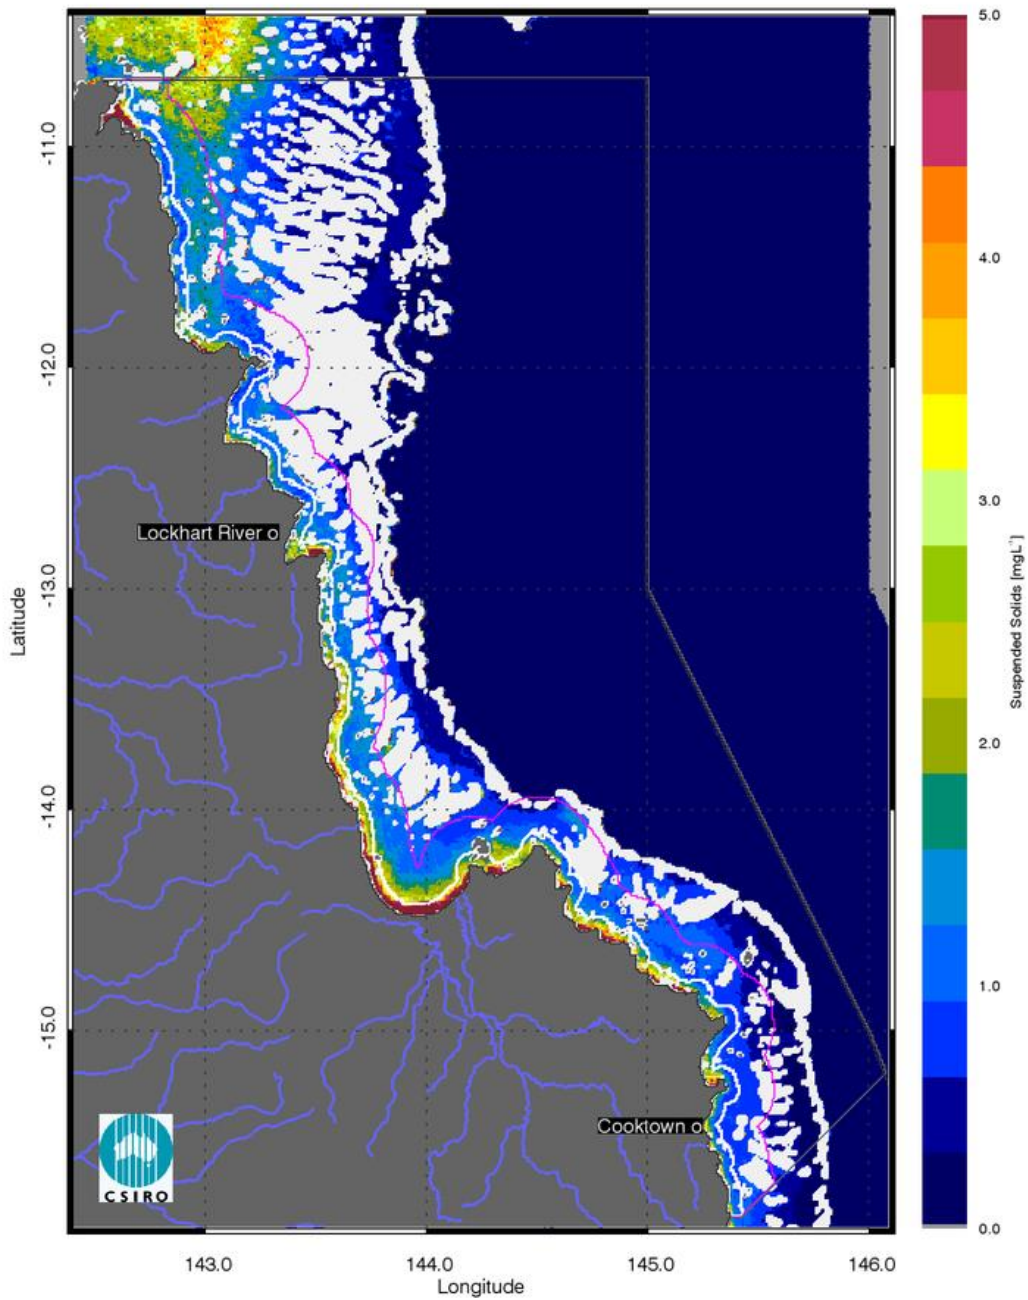 5.0
4.0
3.0
2.0
1.0
0.0
Suspended Solids [mgL⁻¹]
-11.0
-12.0
-13.0
-14.0
-15.0
Latitude
Lockhart River o
Cooktown o
CSIRO
143.0 144.0 145.0 146.0
Longitude